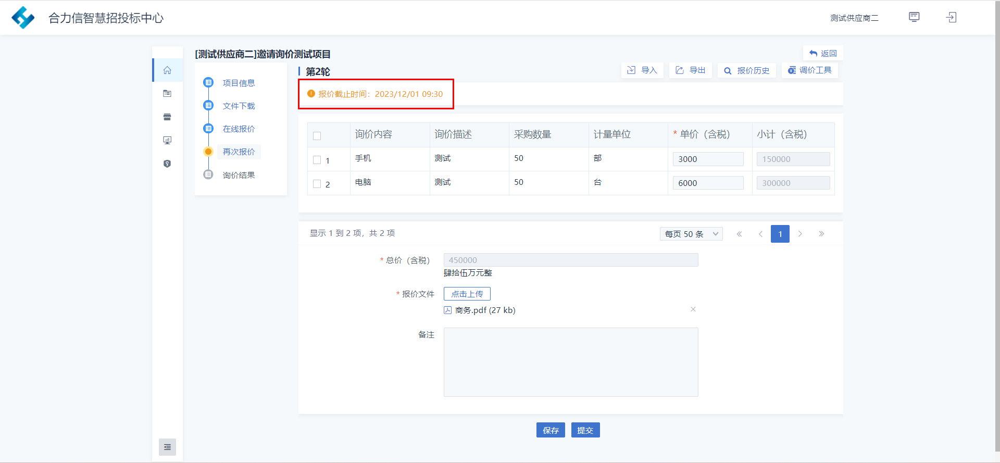 合力信智慧招投标中心
测试供应商二
[测试供应商二]邀请询价测试项目
返回
项目信息
文件下载
在线报价
再次报价
询价结果
第2轮
导入
导出
报价历史
调价工具
报价截止时间：2023/12/01 09:30
询价内容 询价描述 采购数量 计量单位 * 单价（含税） 小计（含税）
1 手机 测试 50 部 3000 150000
2 电脑 测试 50 台 6000 300000
显示 1 到 2 项，共 2 项
每页 50 条
« < 1 > »
* 总价（含税） 450000
肆拾伍万元整
* 报价文件 点击上传
商务.pdf (27 kb) ×
备注
保存 提交